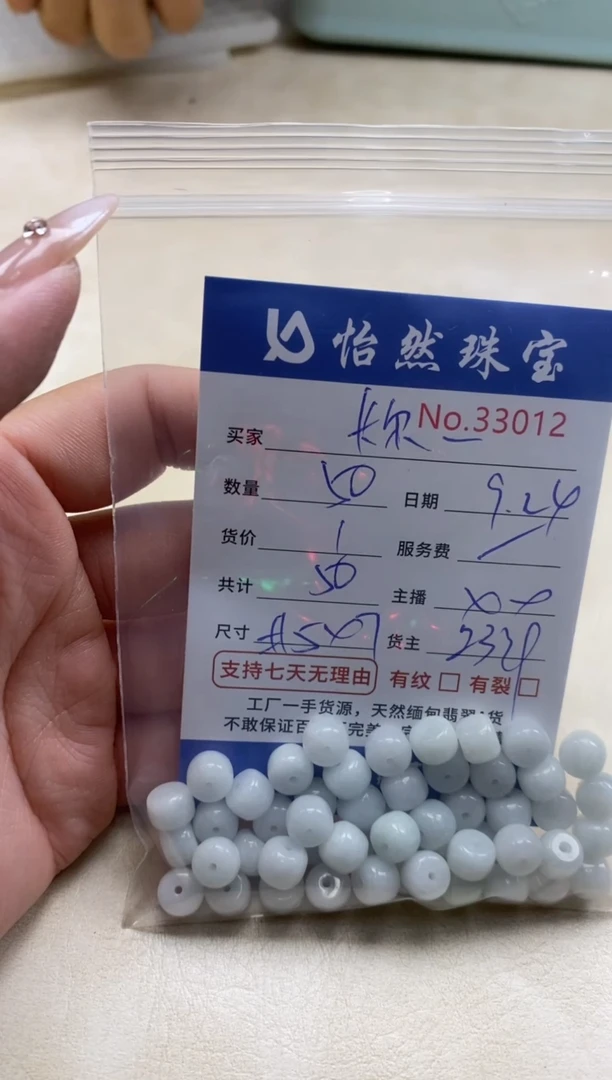 怡然珠宝
No.33012
买家
数量 50 日期 9.24
货价 1 服务费 /
共计 50 主播
尺寸 货主
支持七天无理由 有纹 □ 有裂 □
工厂一手货源，天然缅甸翡翠A货
不敢保证百